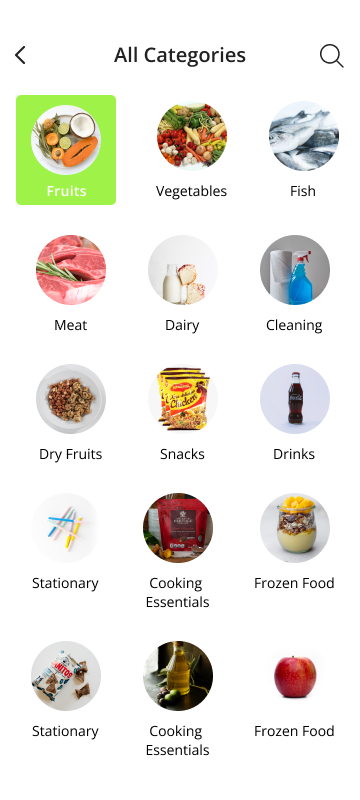 All Categories
Fruits
Vegetables
Fish
Meat
Dairy
Cleaning
Dry Fruits
Snacks
Drinks
Stationary
Cooking
Essentials
Frozen Food
Stationary
Cooking
Essentials
Frozen Food